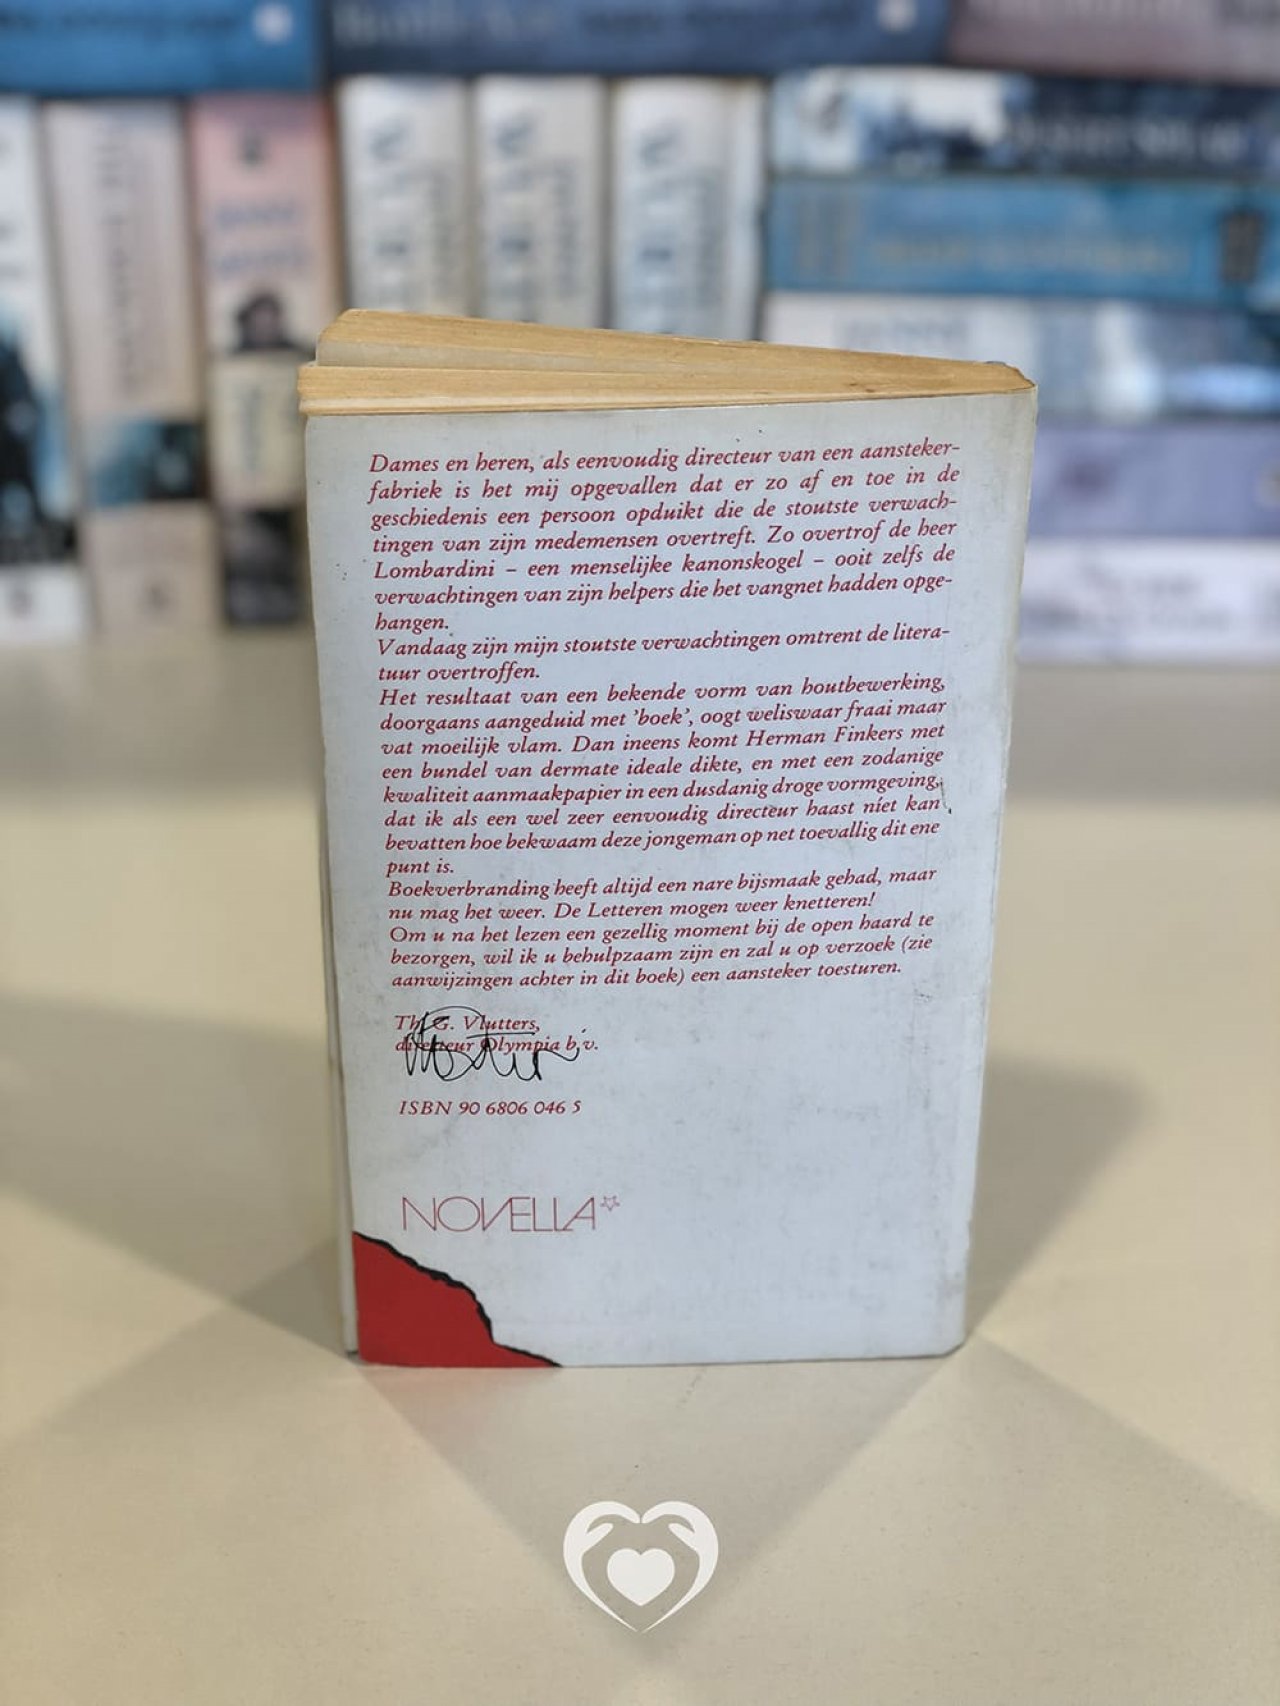 Dames en heren, als eenvoudig directeur van een aansteker-
fabriek is het mij opgevallen dat er zo af en toe in de
geschiedenis een persoon opduikt die de stoutste verwach-
tingen van zijn medemensen overtreft. Zo overtrof de heer
Lombardini – een menselijke kanonskogel – ooit zelfs de
verwachtingen van zijn helpers die het vangnet hadden opge-
hangen.
Vandaag zijn mijn stoutste verwachtingen omtrent de litera-
tuur overtroffen.
Het resultaat van een bekende vorm van houtbewerking,
doorgaans aangeduid met 'boek', oogt weliswaar fraai maar
vat moeilijk vlam. Dan ineens komt Herman Finkers met
een bundel van dermate ideale dikte, en met een zodanige
kwaliteit aanmaakpapier in een dusdanig droge vormgeving,
dat ik als een wel zeer eenvoudig directeur haast níet kan
bevatten hoe bekwaam deze jongeman op net toevallig dit ene
punt is.
Boekverbranding heeft altijd een nare bijsmaak gehad, maar
nu mag het weer. De Letteren mogen weer knetteren!
Om u na het lezen een gezellig moment bij de open haard te
bezorgen, wil ik u behulpzaam zijn en zal u op verzoek (zie
aanwijzingen achter in dit boek) een aansteker toesturen.
Th. G. Vlutters,
directeur Olympia b.v.
ISBN 90 6806 046 5
NOVELLA